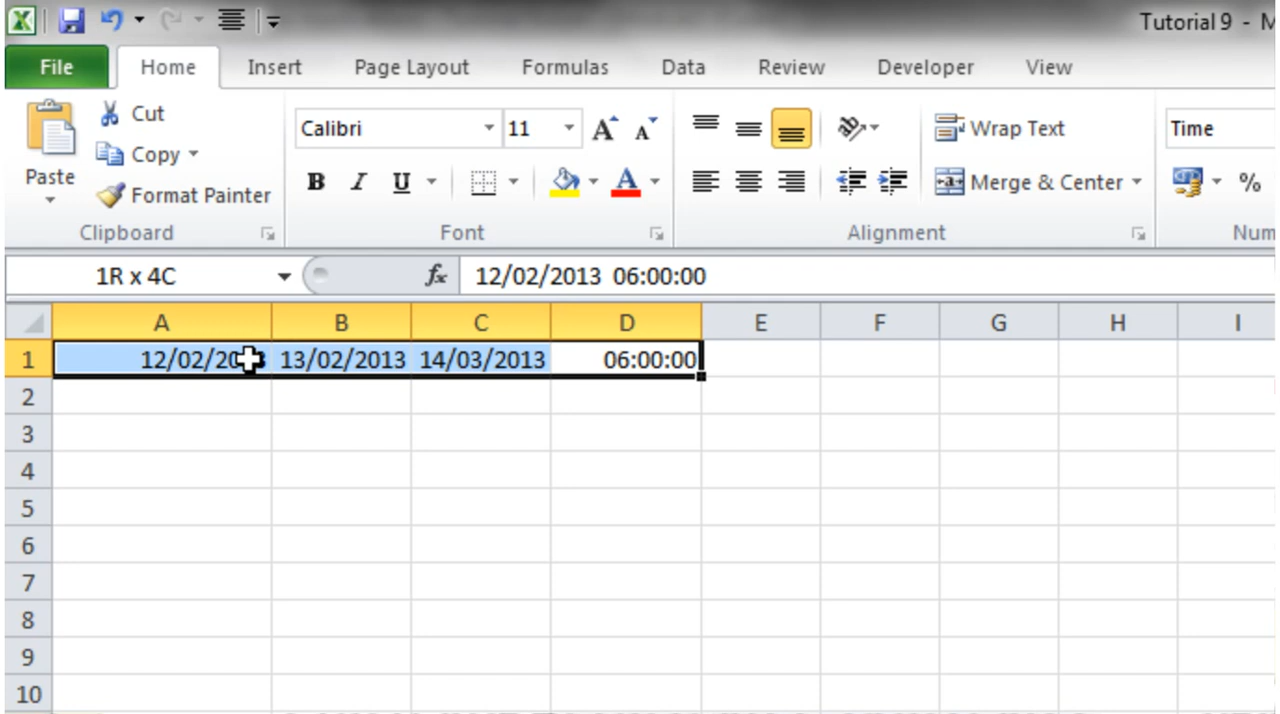 Tutorial 9 - M
File Home Insert Page Layout Formulas Data Review Developer View
Cut
Copy
Format Painter
Paste
Calibri 11
B I U
Wrap Text
Merge & Center
Time
%
Clipboard Font Alignment Num
1R x 4C fx 12/02/2013 06:00:00
A B C D E F G H I
1 12/02/2013 13/02/2013 14/03/2013 06:00:00
2
3
4
5
6
7
8
9
10